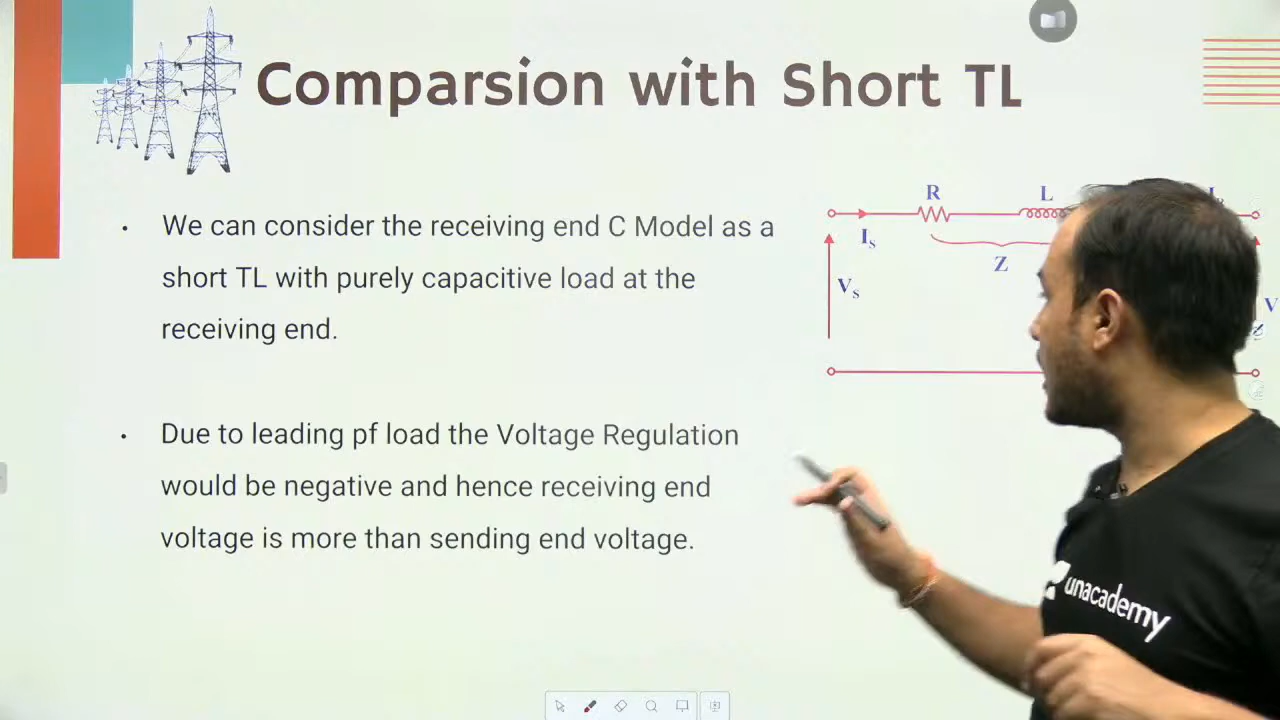 Comparsion with Short TL
• We can consider the receiving end C Model as a
short TL with purely capacitive load at the
receiving end.
• Due to leading pf load the Voltage Regulation
would be negative and hence receiving end
voltage is more than sending end voltage.
R
L
I_S
Z
V_S
V
unacademy